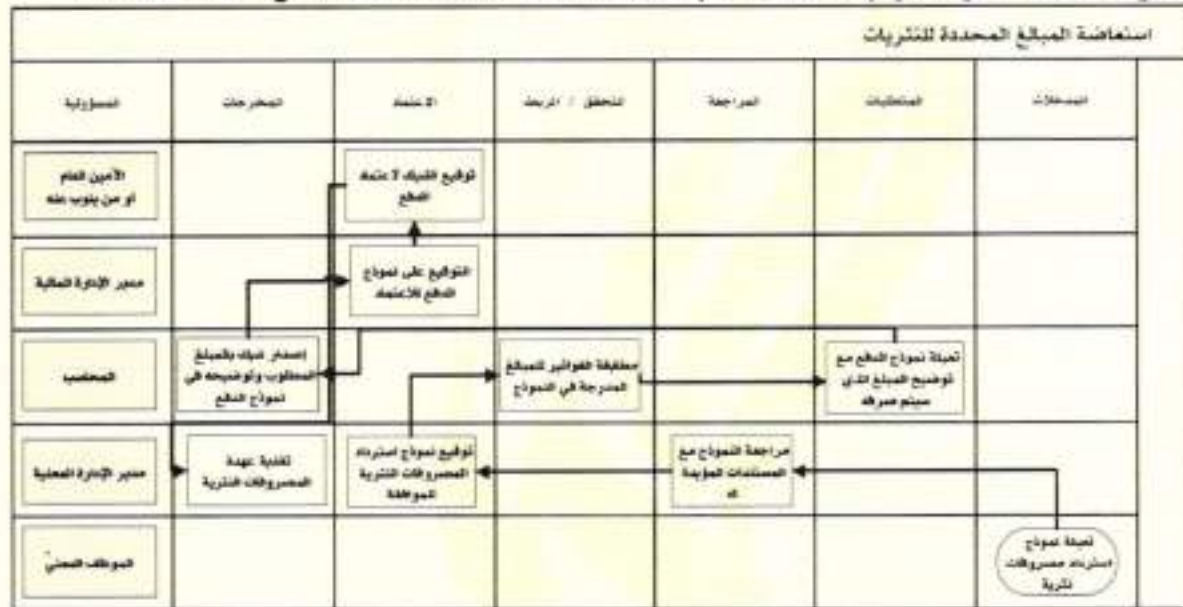 استعاضة المبالغ المحددة للنثريات
المدخلات
المتطلبات
المراجعة
التحقق / الربط
الاعتماد
المخرجات
المسؤولية
توقيع الشيك لاعتماد
الدفع
الأمين العام
أو من ينوب عنه
التوقيع على نموذج
الدفع للاعتماد
مدير الإدارة المالية
تعبئة نموذج الدفع مع
توضيح المبلغ الذي
سيتم صرفه
مطابقة الفواتير للمبالغ
المدرجة في النموذج
إصدار شيك بالمبلغ
المطلوب وتوضيحه في
نموذج الدفع
المحاسب
مراجعة النموذج مع
المستندات المؤيدة
له
توقيع نموذج استرداد
المصروفات النثرية
للموافقة
تغذية عهدة
المصروفات النثرية
مدير الإدارة المعنية
تعبئة نموذج
استرداد مصروفات
نثرية
الموظف المعني